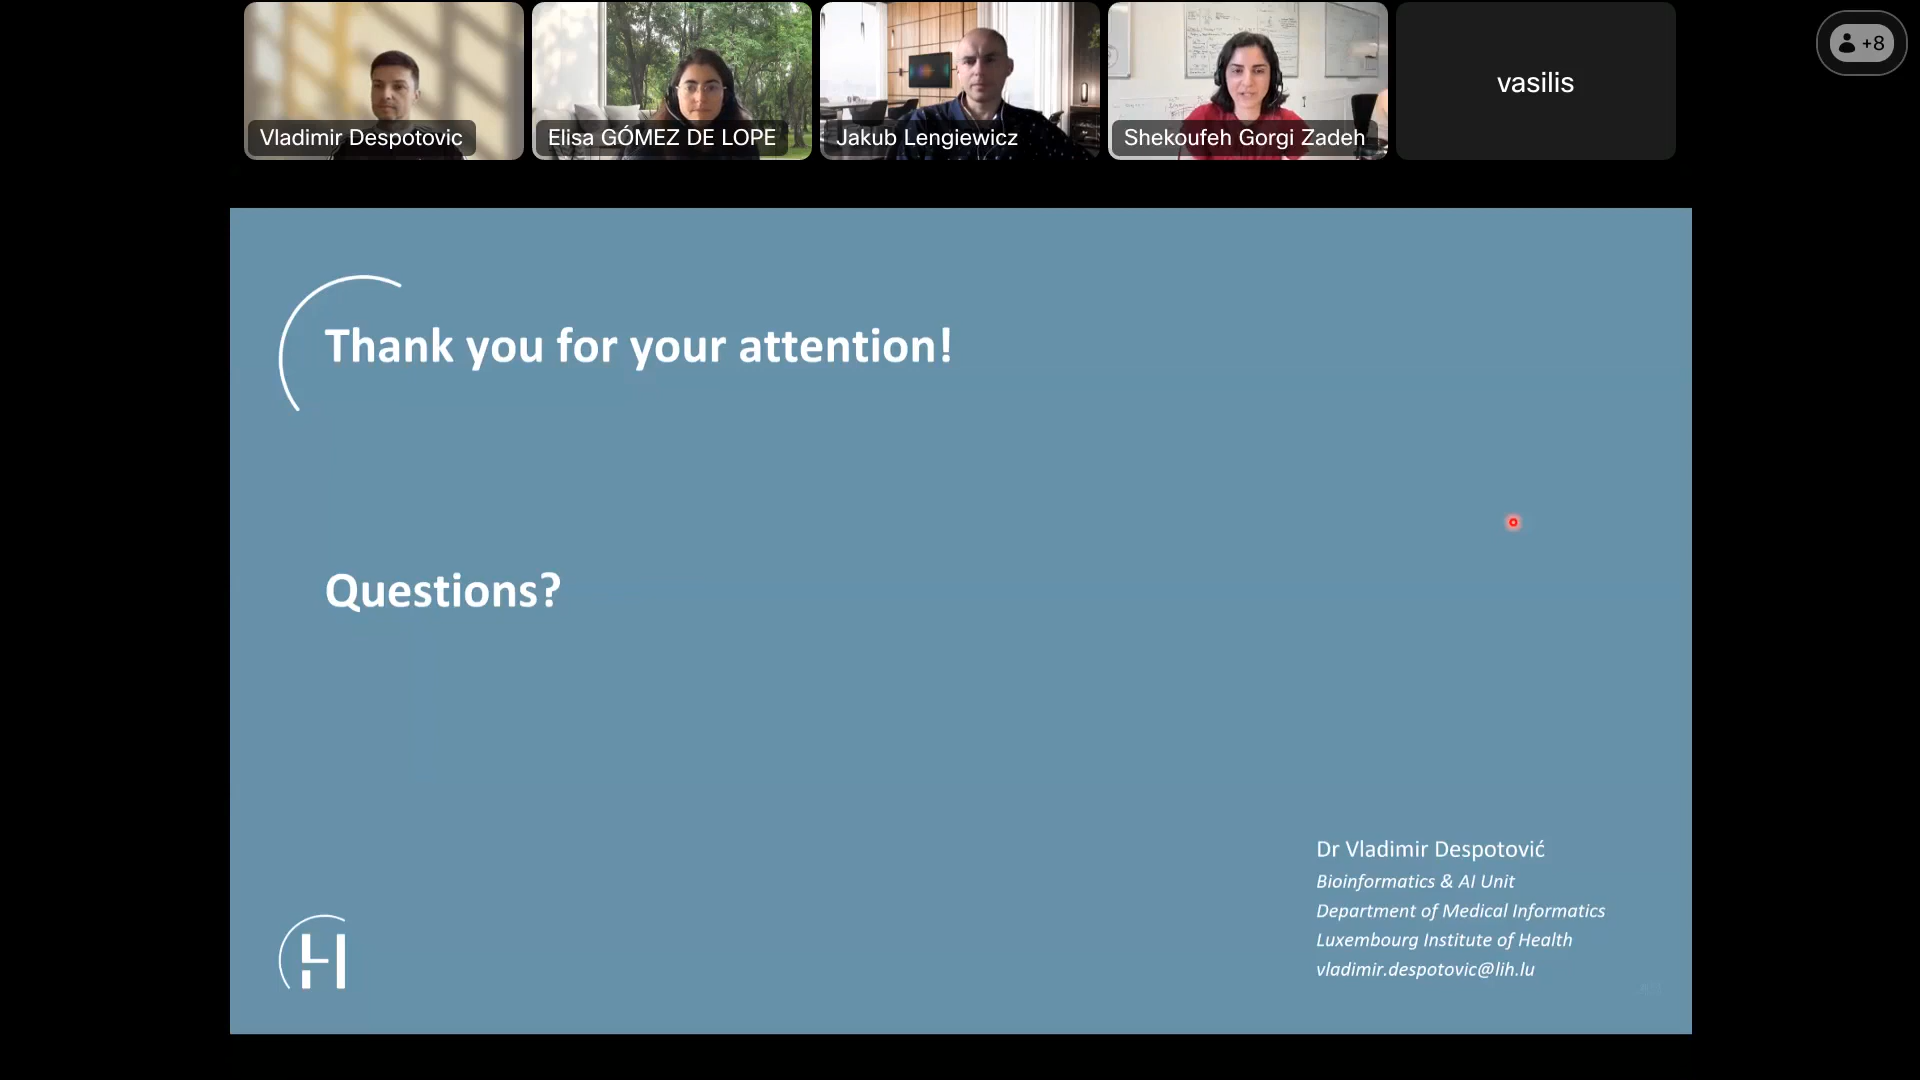 Vladimir Despotovic
Elisa GÓMEZ DE LOPE
Jakub Lengiewicz
Shekoufeh Gorgi Zadeh
vasilis
+8
Thank you for your attention!
Questions?
Dr Vladimir Despotović
Bioinformatics & AI Unit
Department of Medical Informatics
Luxembourg Institute of Health
vladimir.despotovic@lih.lu